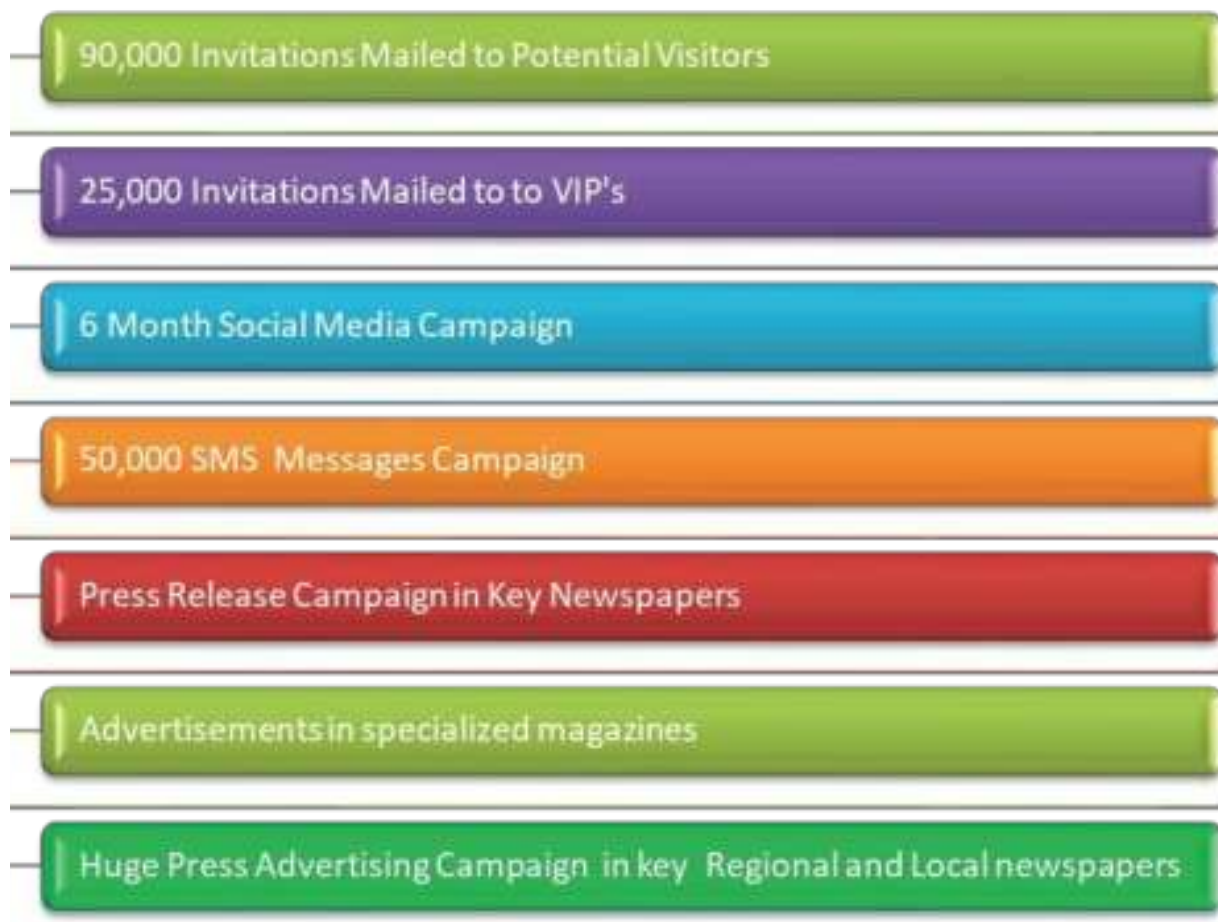 90,000 Invitations Mailed to Potential Visitors
25,000 Invitations Mailed to to VIP's
6 Month Social Media Campaign
50,000 SMS Messages Campaign
Press Release Campaign in Key Newspapers
Advertisements in specialized magazines
Huge Press Advertising Campaign in key Regional and Local newspapers